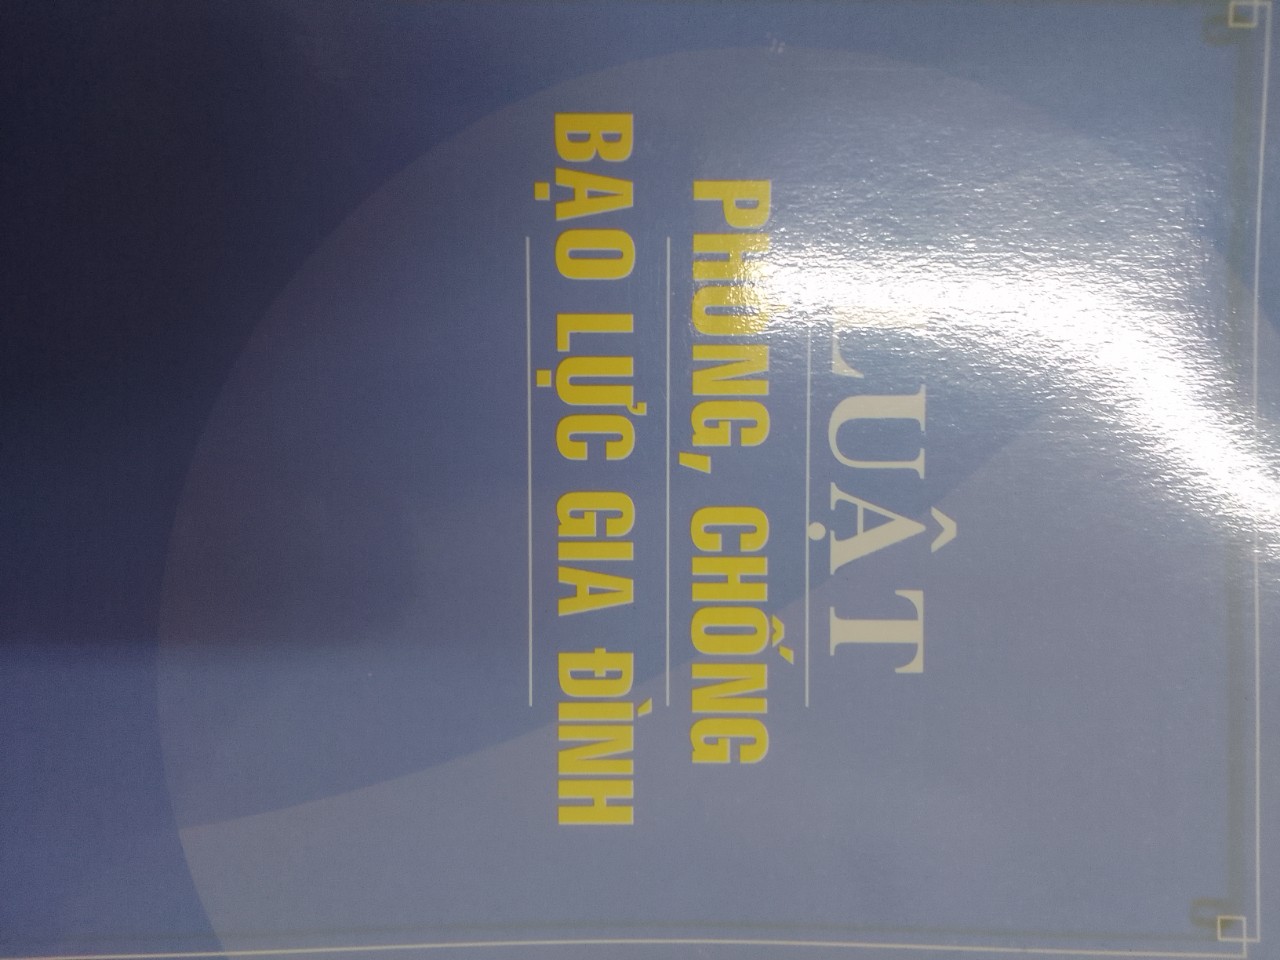 LUẬT
PHÒNG, CHỐNG
BẠO LỰC GIA ĐÌNH